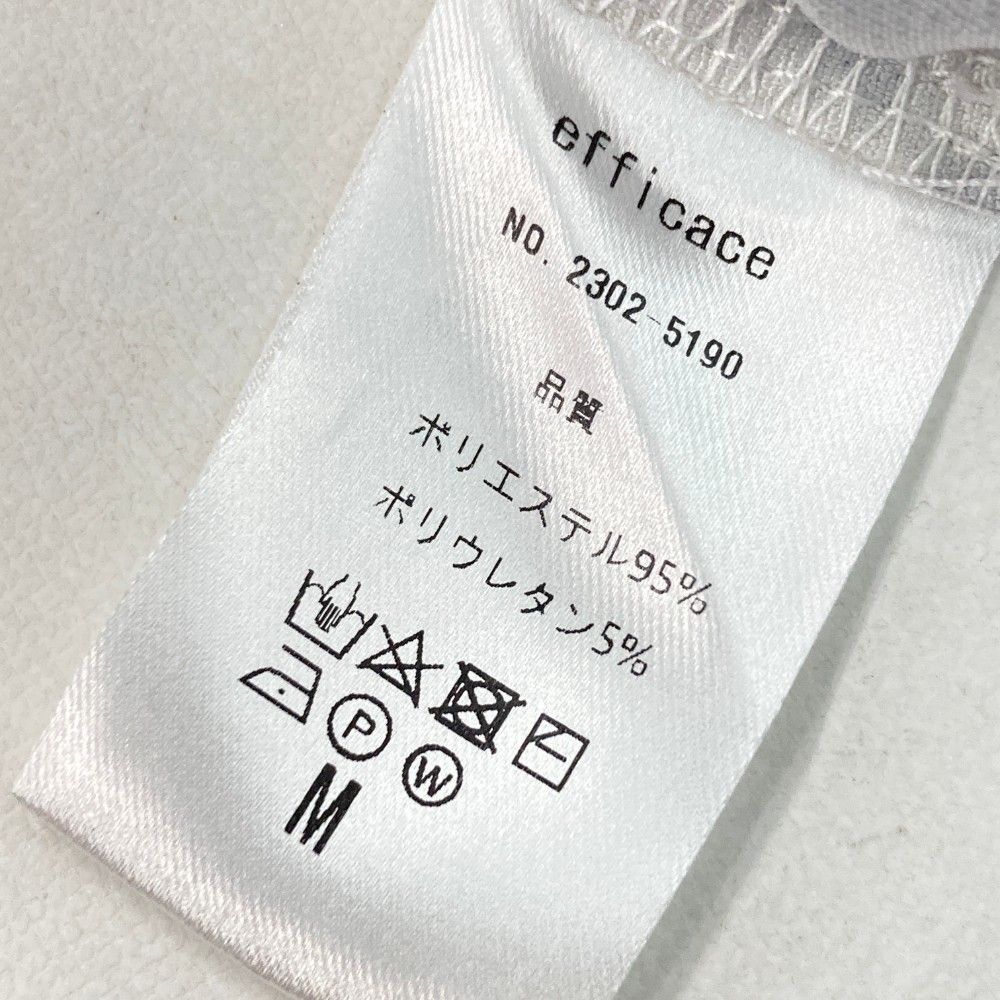 efficace
NO. 2302-5190
品質
ポリエステル95%
ポリウレタン5%
P
W
M